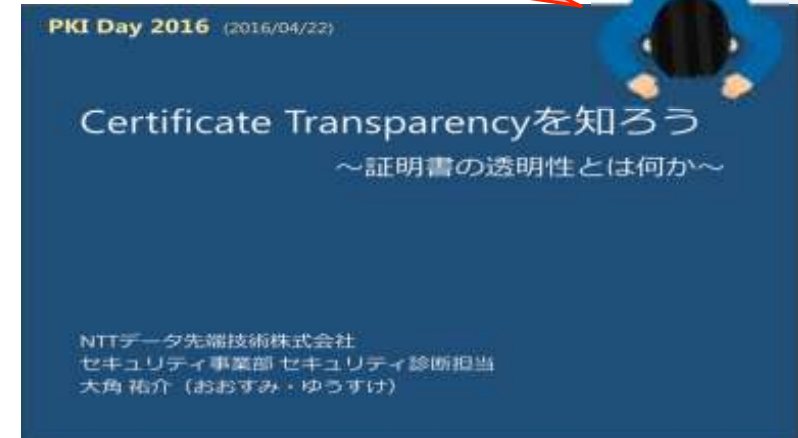 PKI Day 2016 (2016/04/22)
Certificate Transparencyを知ろう
～証明書の透明性とは何か～
NTTデータ先端技術株式会社
セキュリティ事業部 セキュリティ診断担当
大角 祐介（おおすみ・ゆうすけ）